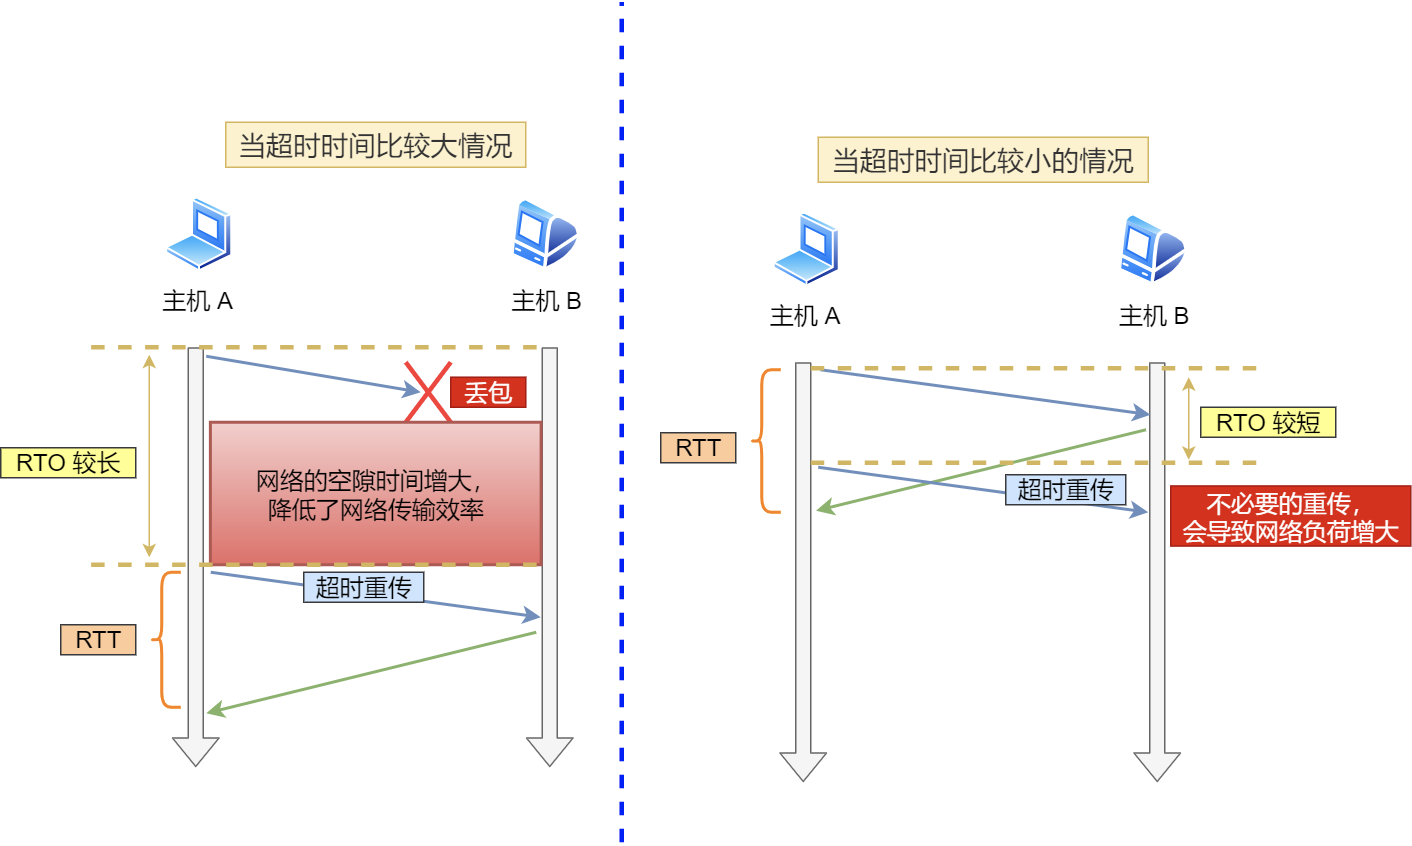 当超时时间比较大情况
主机 A
主机 B
丢包
RTO 较长
网络的空隙时间增大，
降低了网络传输效率
超时重传
RTT
当超时时间比较小的情况
主机 A
主机 B
RTT
RTO 较短
超时重传
不必要的重传，
会导致网络负荷增大